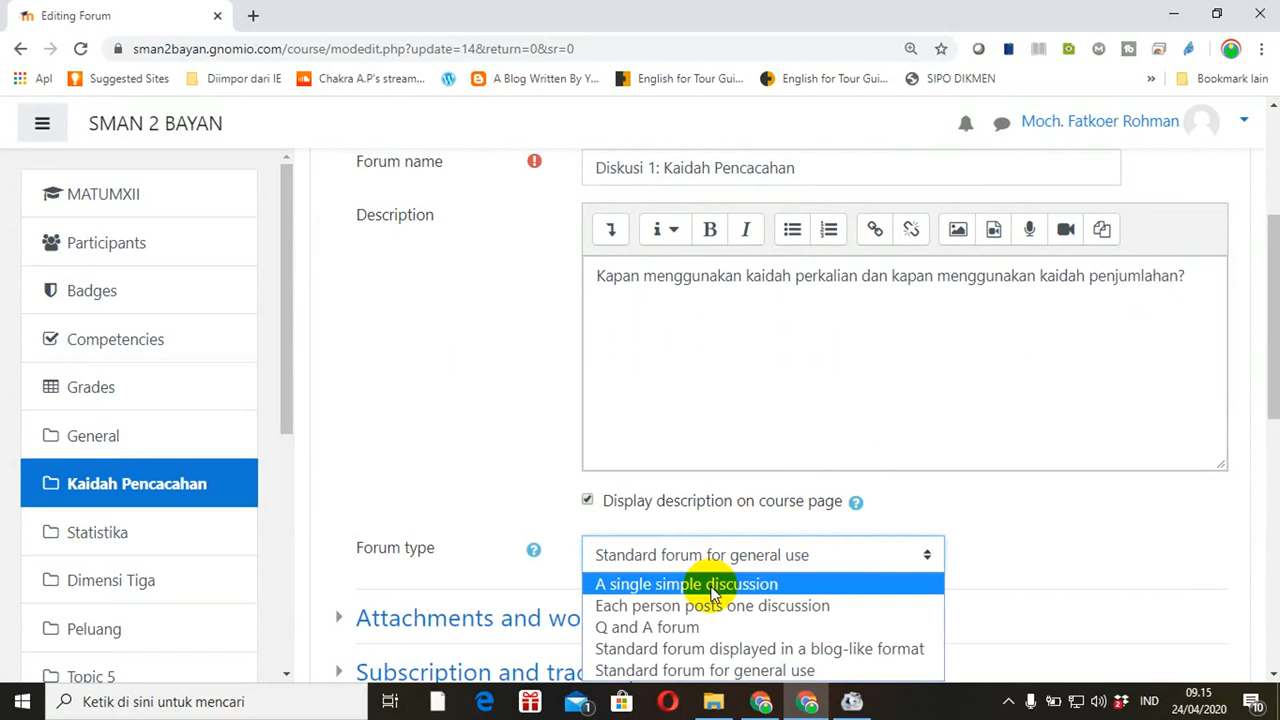 Editing Forum
sman2bayan.gnomio.com/course/modedit.php?update=14&return=0&sr=0
Apl
Suggested Sites
Diimpor dari IE
Chakra A.P's stream...
A Blog Written By Y...
English for Tour Gui...
English for Tour Gui...
SIPO DIKMEN
»
Bookmark lain
SMAN 2 BAYAN
Moch. Fatkoer Rohman
MATUMXII
Participants
Badges
Competencies
Grades
General
Kaidah Pencacahan
Statistika
Dimensi Tiga
Peluang
Topic 5
Forum name
Diskusi 1: Kaidah Pencacahan
Description
B I
Kapan menggunakan kaidah perkalian dan kapan menggunakan kaidah penjumlahan?
Display description on course page
Forum type
Standard forum for general use
A single simple discussion
Each person posts one discussion
Q and A forum
Standard forum displayed in a blog-like format
Standard forum for general use
Attachments and wo
Subscription and trac
Ketik di sini untuk mencari
1
IND
09.15
24/04/2020
10